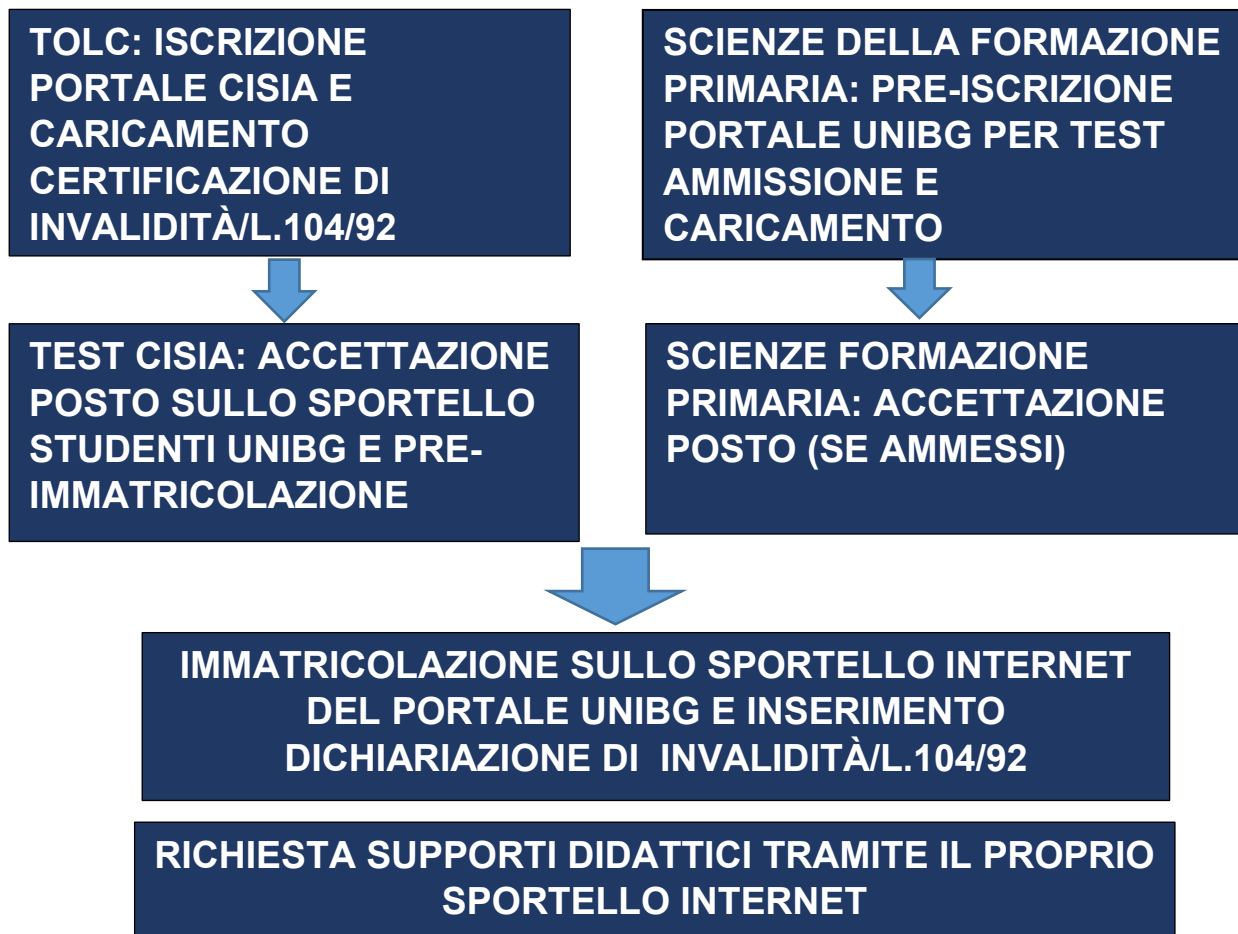 TOLC: ISCRIZIONE
PORTALE CISIA E
CARICAMENTO
CERTIFICAZIONE DI
INVALIDITÀ/L.104/92
SCIENZE DELLA FORMAZIONE
PRIMARIA: PRE-ISCRIZIONE
PORTALE UNIBG PER TEST
AMMISSIONE E
CARICAMENTO
TEST CISIA: ACCETTAZIONE
POSTO SULLO SPORTELLO
STUDENTI UNIBG E PRE-
IMMATRICOLAZIONE
SCIENZE FORMAZIONE
PRIMARIA: ACCETTAZIONE
POSTO (SE AMMESSI)
IMMATRICOLAZIONE SULLO SPORTELLO INTERNET
DEL PORTALE UNIBG E INSERIMENTO
DICHIARIAZIONE DI  INVALIDITÀ/L.104/92
RICHIESTA SUPPORTI DIDATTICI TRAMITE IL PROPRIO
SPORTELLO INTERNET